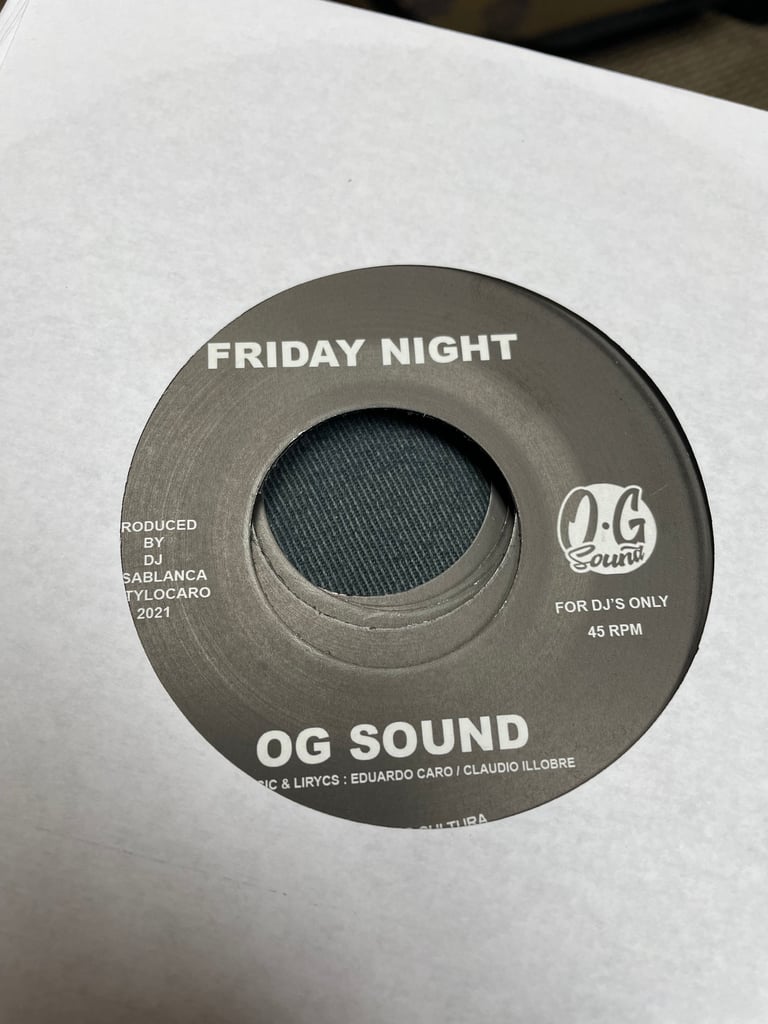 FRIDAY NIGHT
RODUCED
BY
DJ
SABLANCA
TYLOCARO
2021
O.G
Sound
FOR DJ'S ONLY
45 RPM
OG SOUND
SIC & LIRYCS : EDUARDO CARO / CLAUDIO ILLOBRE
CULTURA